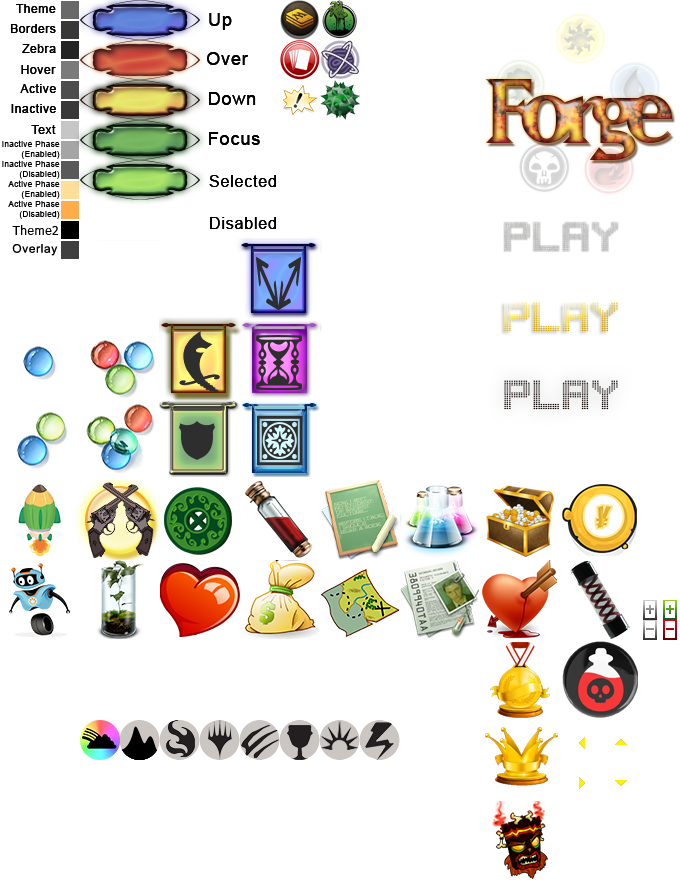 Theme
Borders
Zebra
Hover
Active
Inactive
Text
Inactive Phase
(Enabled)
Inactive Phase
(Disabled)
Active Phase
(Enabled)
Active Phase
(Disabled)
Theme2
Overlay
Up
Over
Down
Focus
Selected
Disabled
Forge
PLAY
PLAY
PLAY